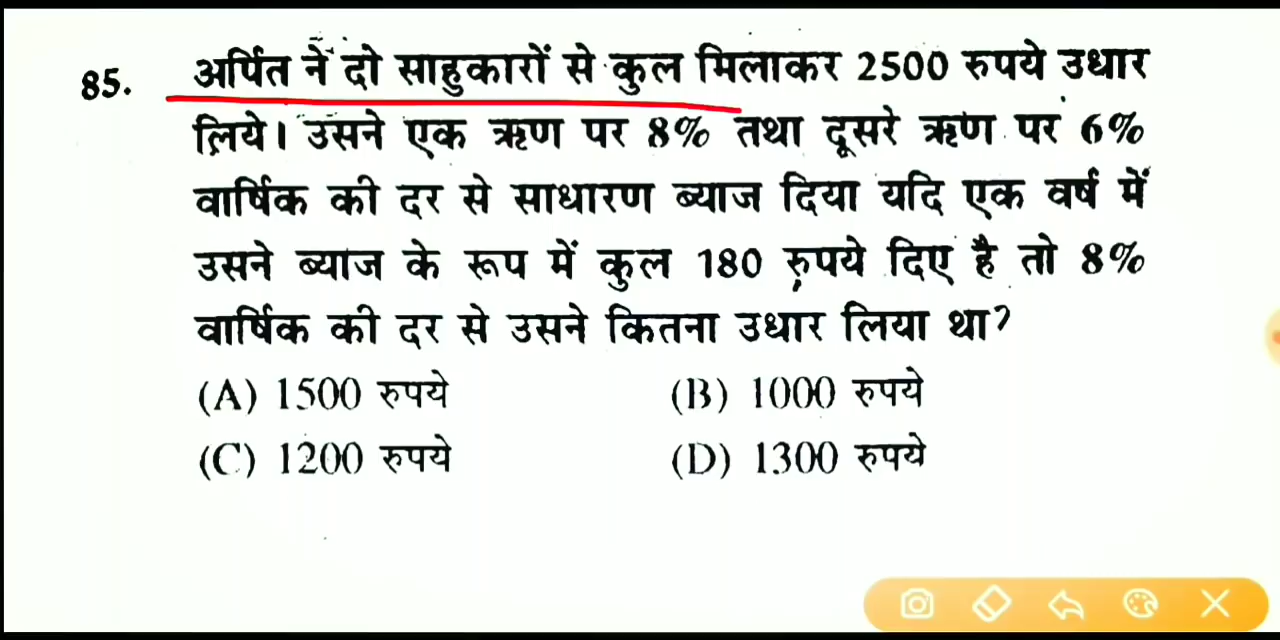 85. अर्पित ने दो साहुकारों से कुल मिलाकर 2500 रुपये उधार
लिये। उसने एक ऋण पर 8% तथा दूसरे ऋण पर 6%
वार्षिक की दर से साधारण ब्याज दिया यदि एक वर्ष में
उसने ब्याज के रूप में कुल 180 रुपये दिए है तो 8%
वार्षिक की दर से उसने कितना उधार लिया था?
(A) 1500 रुपये (B) 1000 रुपये
(C) 1200 रुपये (D) 1300 रुपये